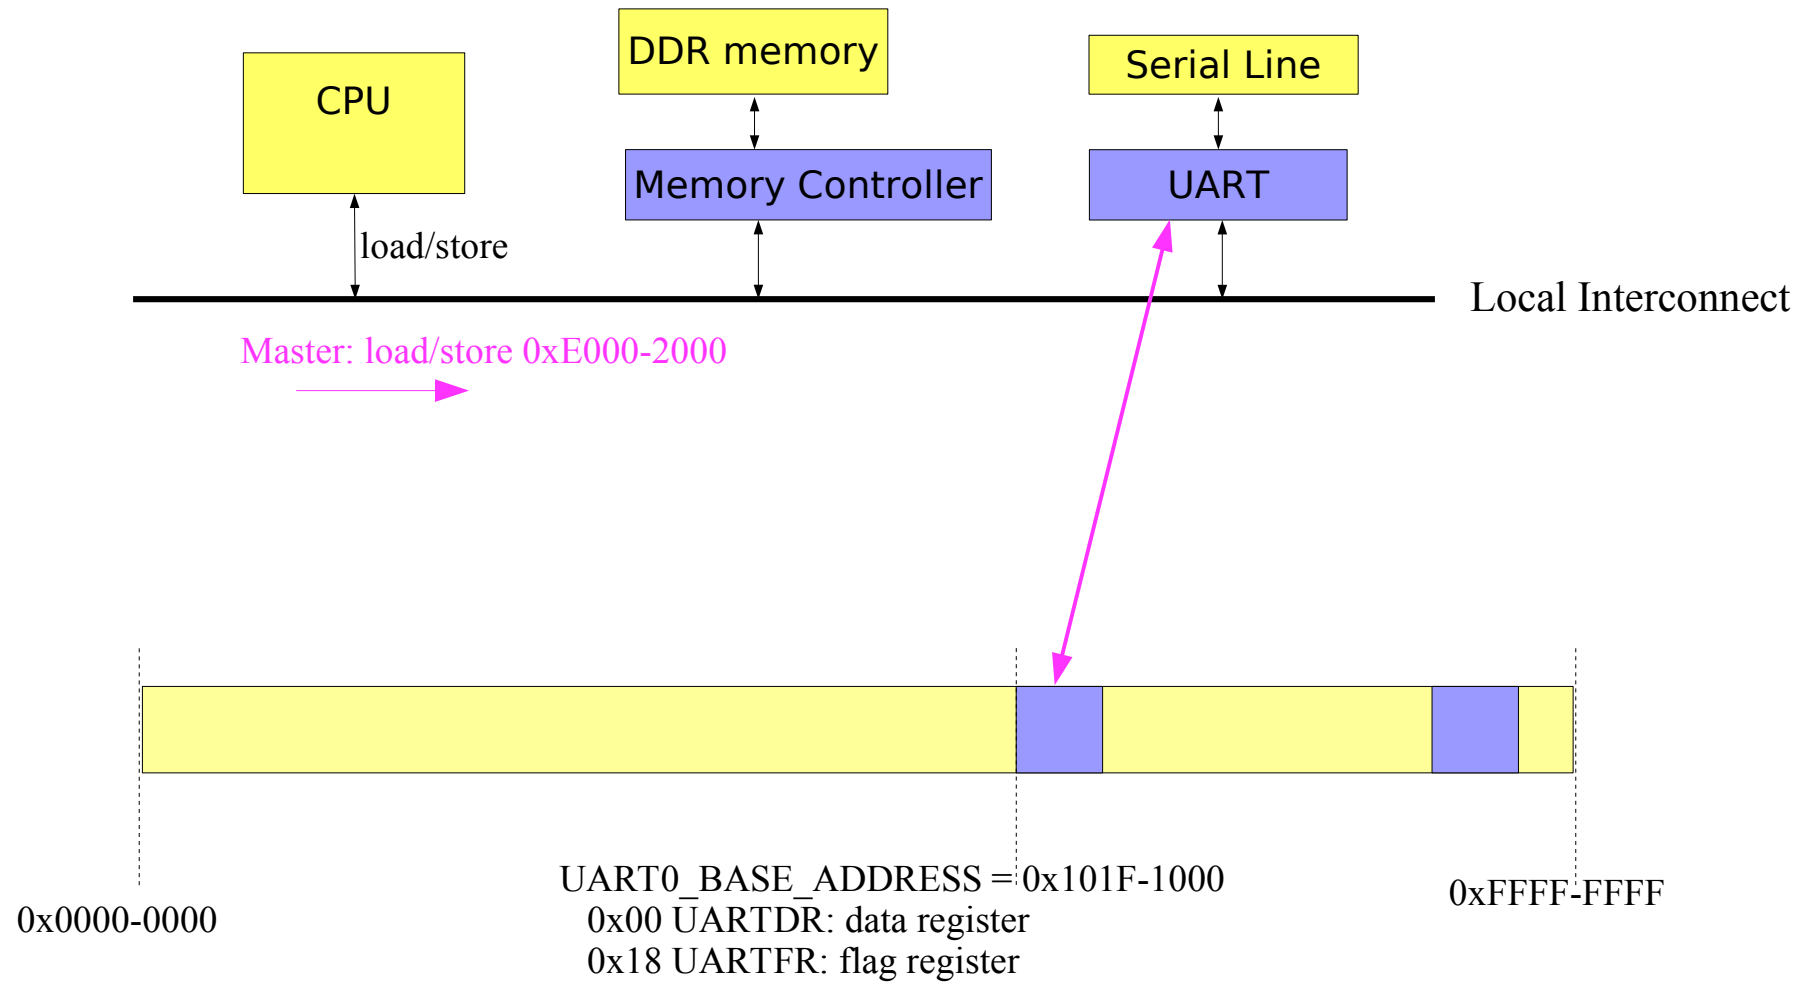 DDR memory
Serial Line
CPU
Memory Controller
UART
load/store
Local Interconnect
Master: load/store 0xE000-2000
UART0_BASE_ADDRESS = 0x101F-1000
0xFFFF-FFFF
0x0000-0000
0x00 UARTDR: data register
0x18 UARTFR: flag register